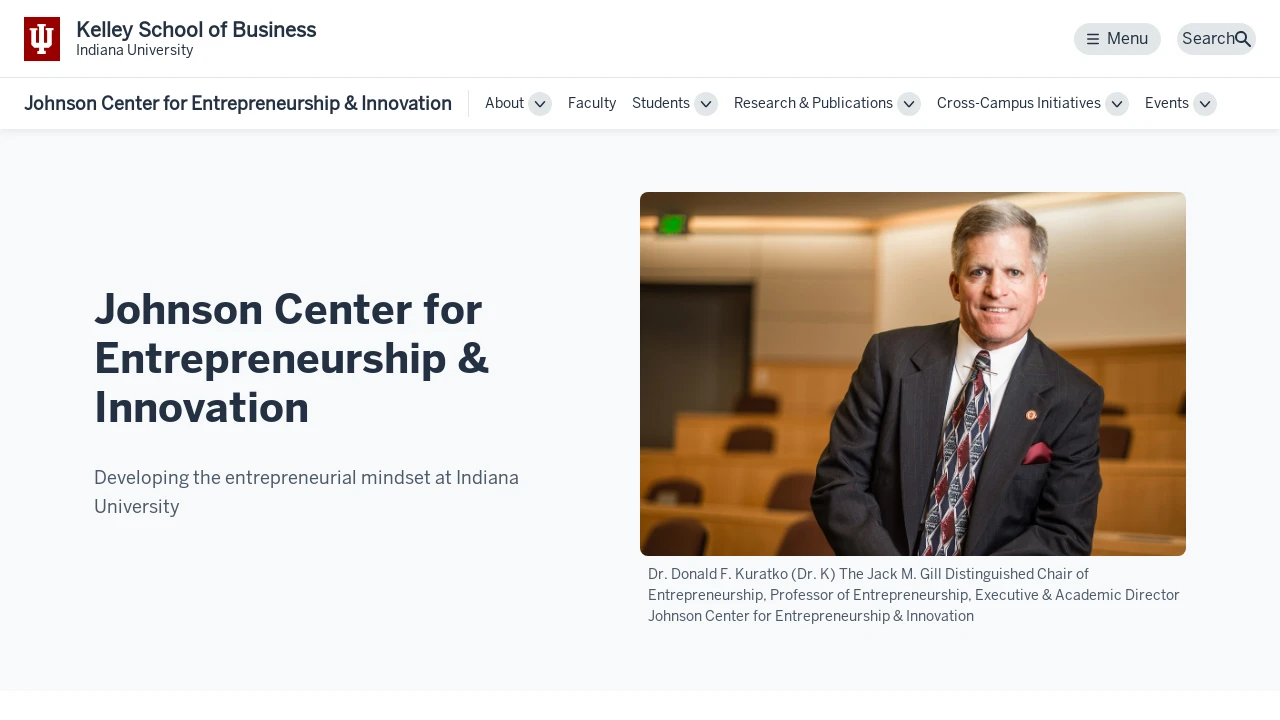 Kelley School of Business
Indiana University
Menu
Search
Johnson Center for Entrepreneurship & Innovation
About
Faculty
Students
Research & Publications
Cross-Campus Initiatives
Events
Johnson Center for
Entrepreneurship &
Innovation
Developing the entrepreneurial mindset at Indiana
University
Dr. Donald F. Kuratko (Dr. K) The Jack M. Gill Distinguished Chair of
Entrepreneurship, Professor of Entrepreneurship, Executive & Academic Director
Johnson Center for Entrepreneurship & Innovation